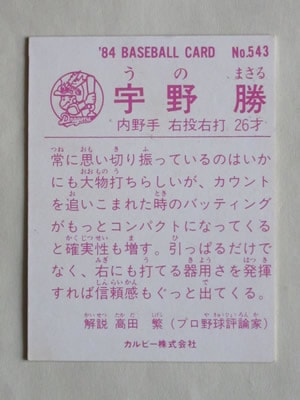 '84 BASEBALL CARD No.543
うの まさる
宇野 勝
Dragons
内野手 右投右打 26才
常に思い切り振っているのはいか
にも大物打ちらしいが、カウント
を追いこまれた時のバッティング
がもっとコンパクトになってくる
と確実性も増す。引っぱるだけで
なく、右にも打てる器用さを発揮
すれば信頼感もぐっと出てくる。
解説 高田 繁 (プロ野球評論家)
カルビー株式会社